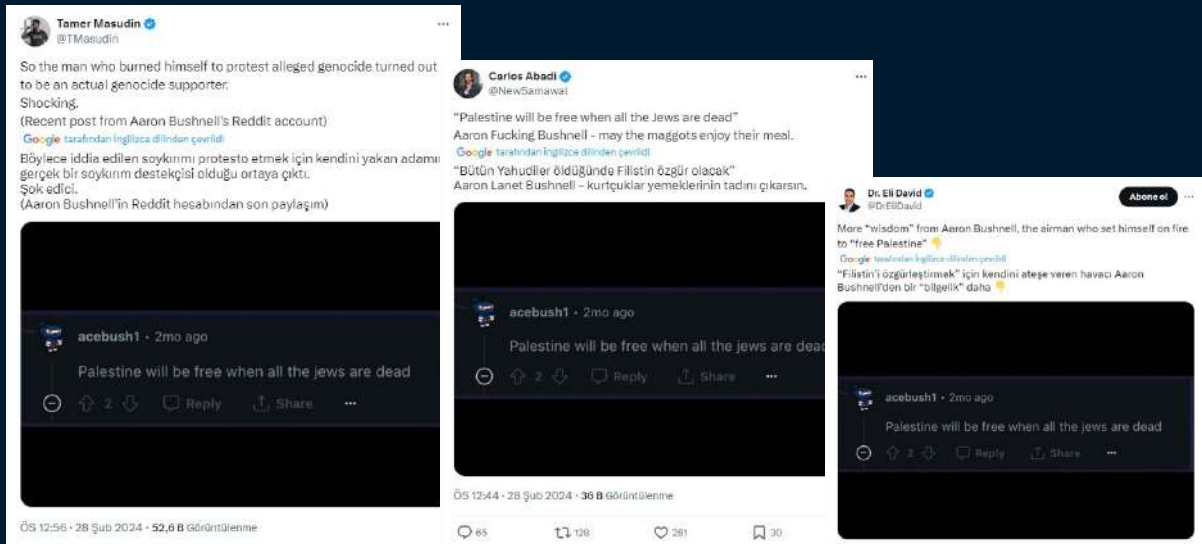 Tamer Masudin
@TMasudin
So the man who burned himself to protest alleged genocide turned out
to be an actual genocide supporter.
Shocking.
(Recent post from Aaron Bushnell's Reddit account)
Google tarafından İngilizce dilinden çevrildi
Böylece iddia edilen soykırımı protesto etmek için kendini yakan adamın
gerçek bir soykırım destekçisi olduğu ortaya çıktı.
Şok edici.
(Aaron Bushnell'in Reddit hesabından son paylaşım)
acebush1 • 2mo ago
Palestine will be free when all the jews are dead
2 Reply Share
ÖS 12:56 · 28 Şub 2024 · 52,6 B Görüntülenme
Carlos Abadi
@NewSamawal
"Palestine will be free when all the Jews are dead"
Aaron Fucking Bushnell – may the maggots enjoy their meal.
Google tarafından İngilizce dilinden çevrildi
"Bütün Yahudiler öldüğünde Filistin özgür olacak"
Aaron Lanet Bushnell – kurtçuklar yemeklerinin tadını çıkarsın.
acebush1 • 2mo ago
Palestine will be free when all the jews are dead
2 Reply Share
ÖS 12:44 · 28 Şub 2024 · 36 B Görüntülenme
65 128 281 30
Dr. Eli David
@DrEliDavid
Abone ol
More "wisdom" from Aaron Bushnell, the airman who set himself on fire
to "free Palestine"
Google tarafından İngilizce dilinden çevrildi
"Filistin'i özgürleştirmek" için kendini ateşe veren havacı Aaron
Bushnell'den bir "bilgelik" daha
acebush1 • 2mo ago
Palestine will be free when all the jews are dead
2 Reply Share